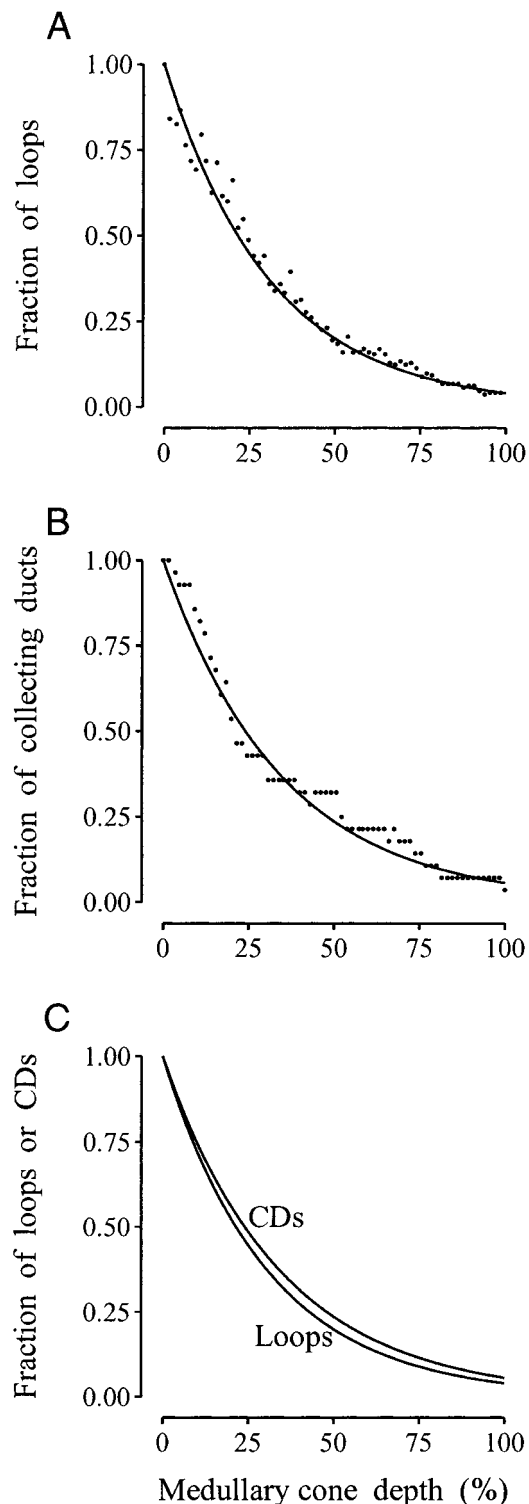 A
Fraction of loops
1.00
0.75
0.50
0.25
0.00
0 25 50 75 100
B
Fraction of collecting ducts
1.00
0.75
0.50
0.25
0.00
0 25 50 75 100
C
Fraction of loops or CDs
1.00
0.75
0.50
0.25
0.00
CDs
Loops
0 25 50 75 100
Medullary cone depth (%)